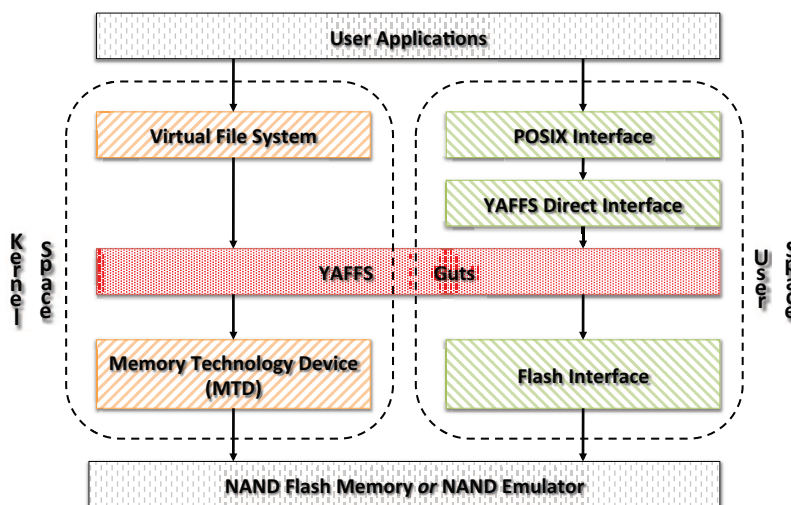 User Applications
Virtual File System
POSIX Interface
YAFFS Direct Interface
Kernel
Space
YAFFS Guts
User
Space
Memory Technology Device
(MTD)
Flash Interface
NAND Flash Memory or NAND Emulator